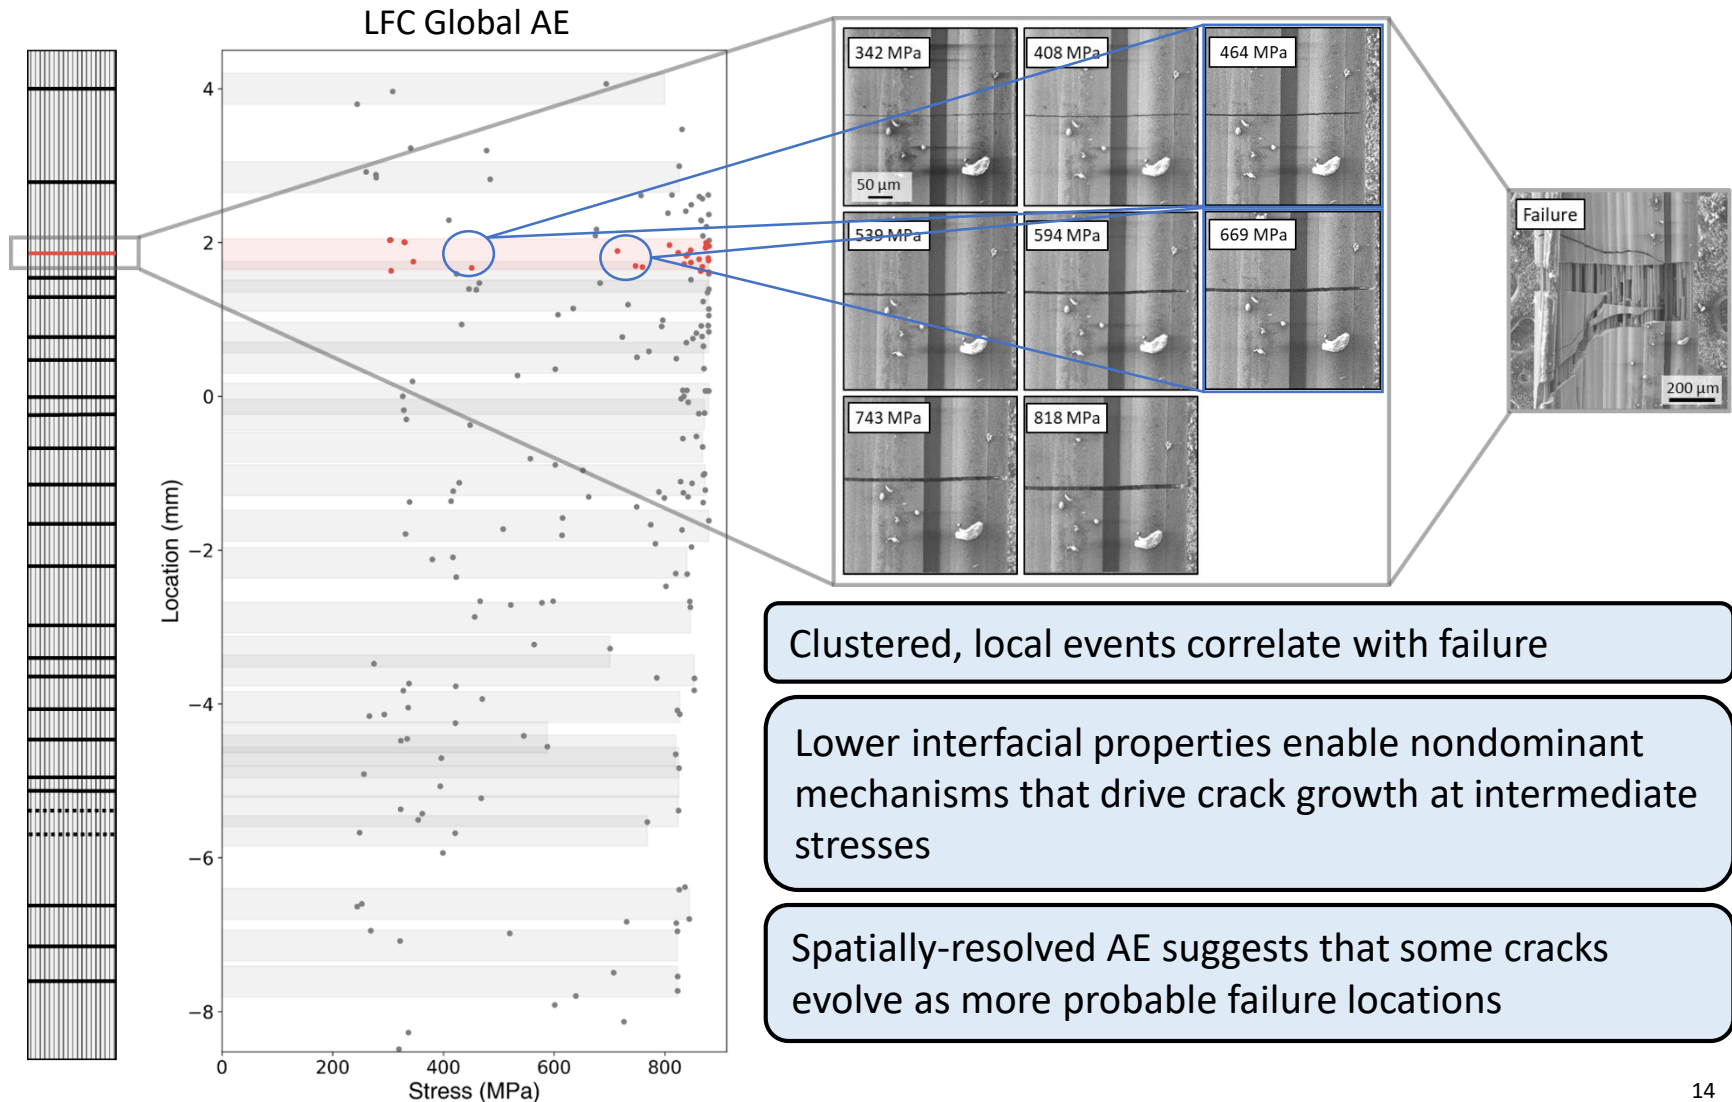 LFC Global AE
4
2
0
−2
−4
−6
−8
Location (mm)
0
200
400
600
800
Stress (MPa)
342 MPa
408 MPa
464 MPa
50 µm
539 MPa
594 MPa
669 MPa
743 MPa
818 MPa
Failure
200 µm
Clustered, local events correlate with failure
Lower interfacial properties enable nondominant
mechanisms that drive crack growth at intermediate
stresses
Spatially-resolved AE suggests that some cracks
evolve as more probable failure locations
14